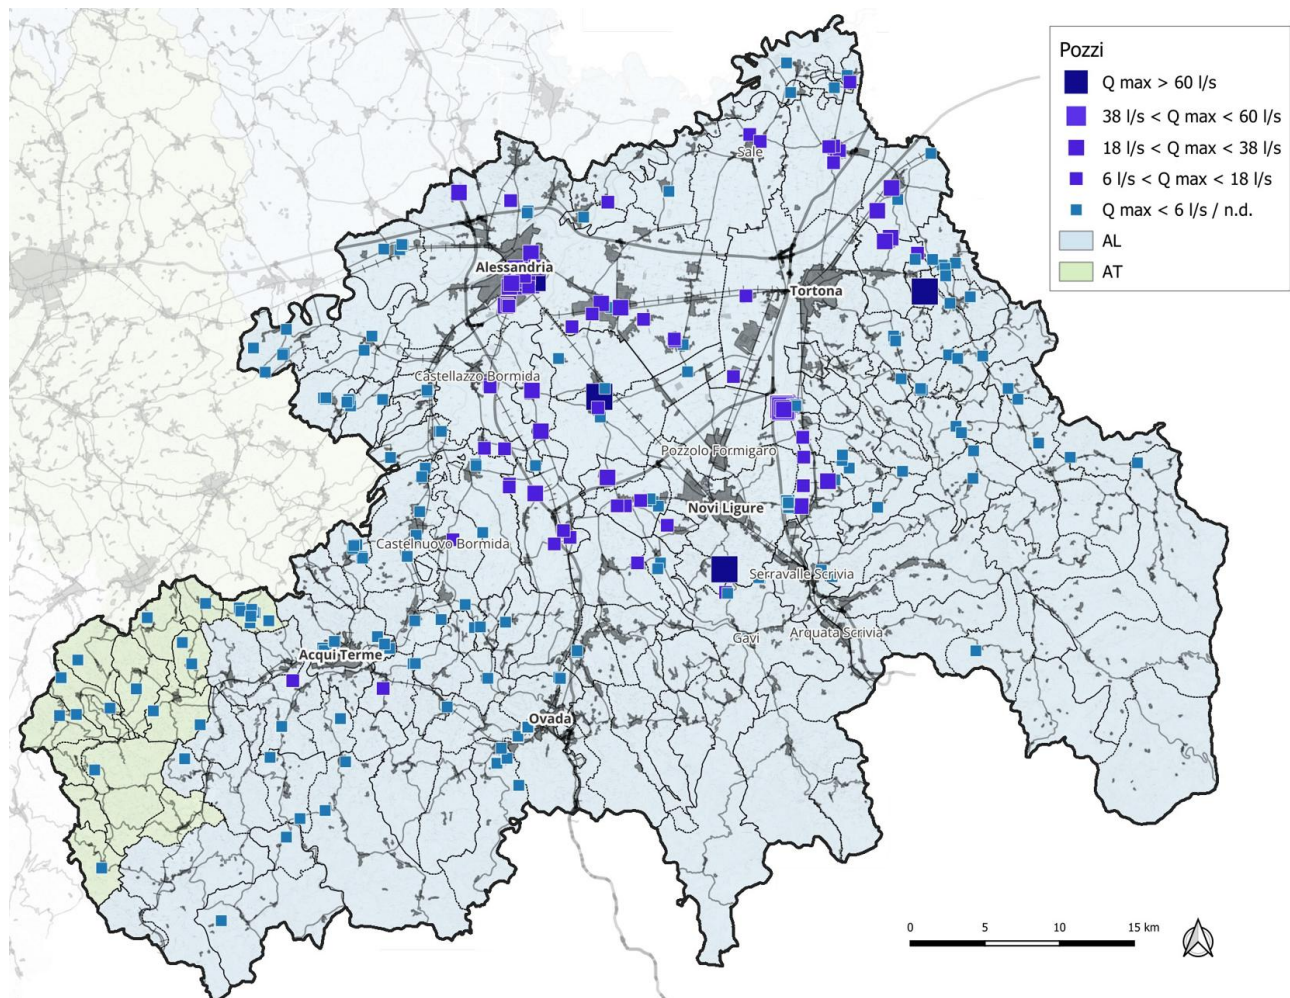 Pozzi
Q max > 60 l/s
38 l/s < Q max < 60 l/s
18 l/s < Q max < 38 l/s
6 l/s < Q max < 18 l/s
Q max < 6 l/s / n.d.
AL
AT
Sale
Alessandria
Tortona
Castellazzo Bormida
Pozzolo Formigaro
Novi Ligure
Castelnuovo Bormida
Serravalle Scrivia
Gavi
Arquata Scrivia
Acqui Terme
Ovada
0 5 10 15 km